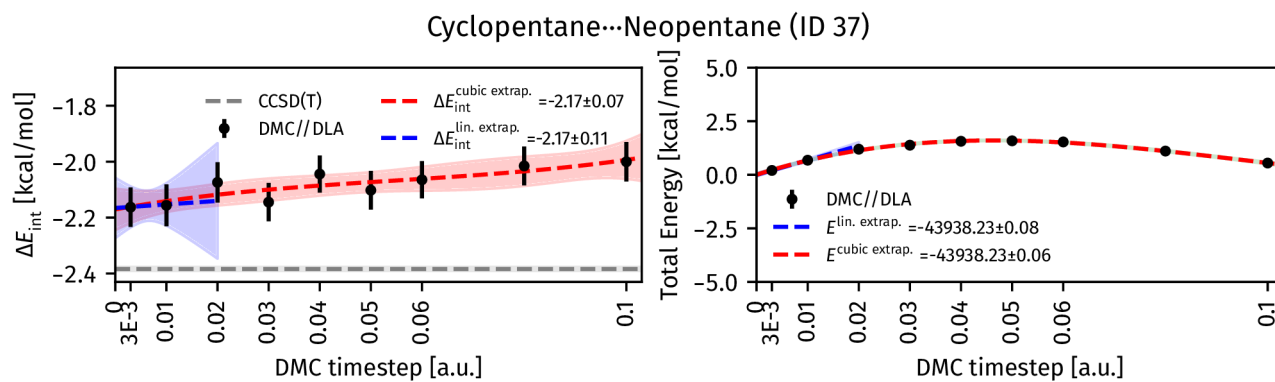 Cyclopentane···Neopentane (ID 37)
ΔE_int [kcal/mol]
−1.8
−2.0
−2.2
−2.4
CCSD(T)
DMC//DLA
ΔE_int^cubic extrap. =-2.17±0.07
ΔE_int^lin. extrap. =-2.17±0.11
0
3E-3
0.01
0.02
0.03
0.04
0.05
0.06
0.1
DMC timestep [a.u.]
Total Energy [kcal/mol]
5.0
2.5
0.0
−2.5
−5.0
DMC//DLA
E^lin. extrap. =-43938.23±0.08
E^cubic extrap. =-43938.23±0.06
0
3E-3
0.01
0.02
0.03
0.04
0.05
0.06
0.1
DMC timestep [a.u.]